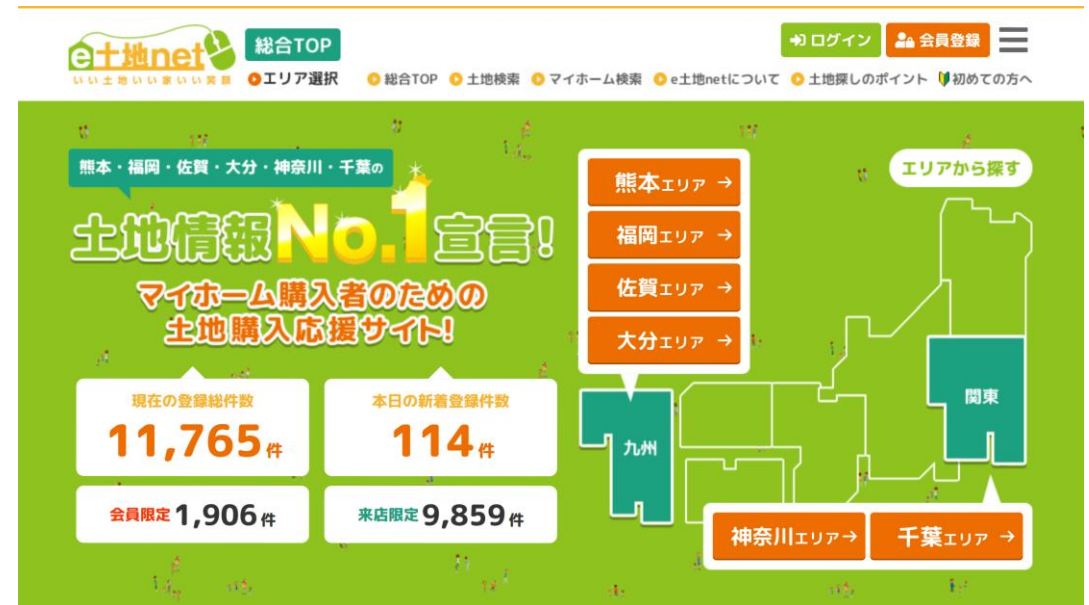 e土地net
いい土地いい家いい笑顔
総合TOP
エリア選択
ログイン
会員登録
総合TOP
土地検索
マイホーム検索
e土地netについて
土地探しのポイント
初めての方へ
熊本・福岡・佐賀・大分・神奈川・千葉の
土地情報No.1宣言!
マイホーム購入者のための
土地購入応援サイト!
現在の登録総件数
11,765件
本日の新着登録件数
114件
会員限定1,906件
来店限定9,859件
熊本エリア →
福岡エリア →
佐賀エリア →
大分エリア →
エリアから探す
九州
関東
神奈川エリア→
千葉エリア →